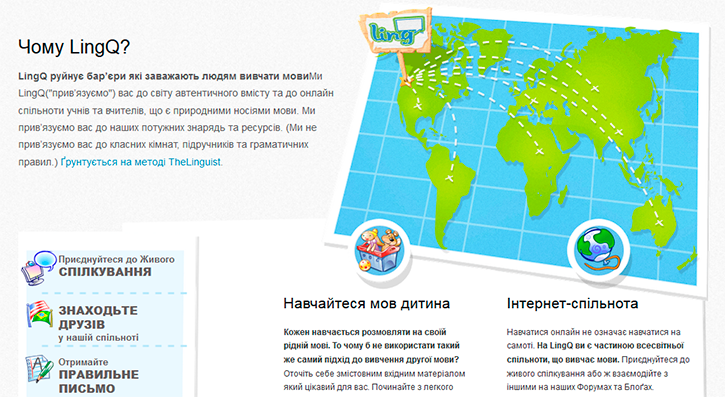 Чому LingQ?
LingQ руйнує бар'єри які заважають людям вивчати мовиМи
LingQ("прив'язуємо") вас до світу автентичного вмісту та до онлайн
спільноти учнів та вчителів, що є природними носіями мови. Ми
прив'язуємо вас до наших потужних знарядь та ресурсів. (Ми не
прив'язуємо вас до класних кімнат, підручників та граматичних
правил.) Ґрунтується на методі TheLinguist.
ling
Приєднуйтеся до Живого
СПІЛКУВАННЯ
ЗНАХОДЬТЕ
ДРУЗІВ
у нашій спільноті
Отримайте
ПРАВИЛЬНЕ
ПИСЬМО
Навчайтеся мов дитина
Кожен навчається розмовляти на своїй
рідній мові. То чому б не використати такий
же самий підхід до вивчення другої мови?
Оточіть себе змістовним вхідним матеріалом
який цікавий для вас. Починайте з легкого
Інтернет-спільнота
Навчатися онлайн не означає навчатися на
самоті. На LingQ ви є частиною всесвітньої
спільноти, що вивчає мови. Приєднуйтеся до
живого спілкування або ж взаємодійте з
іншими на наших Форумах та Блоґах.